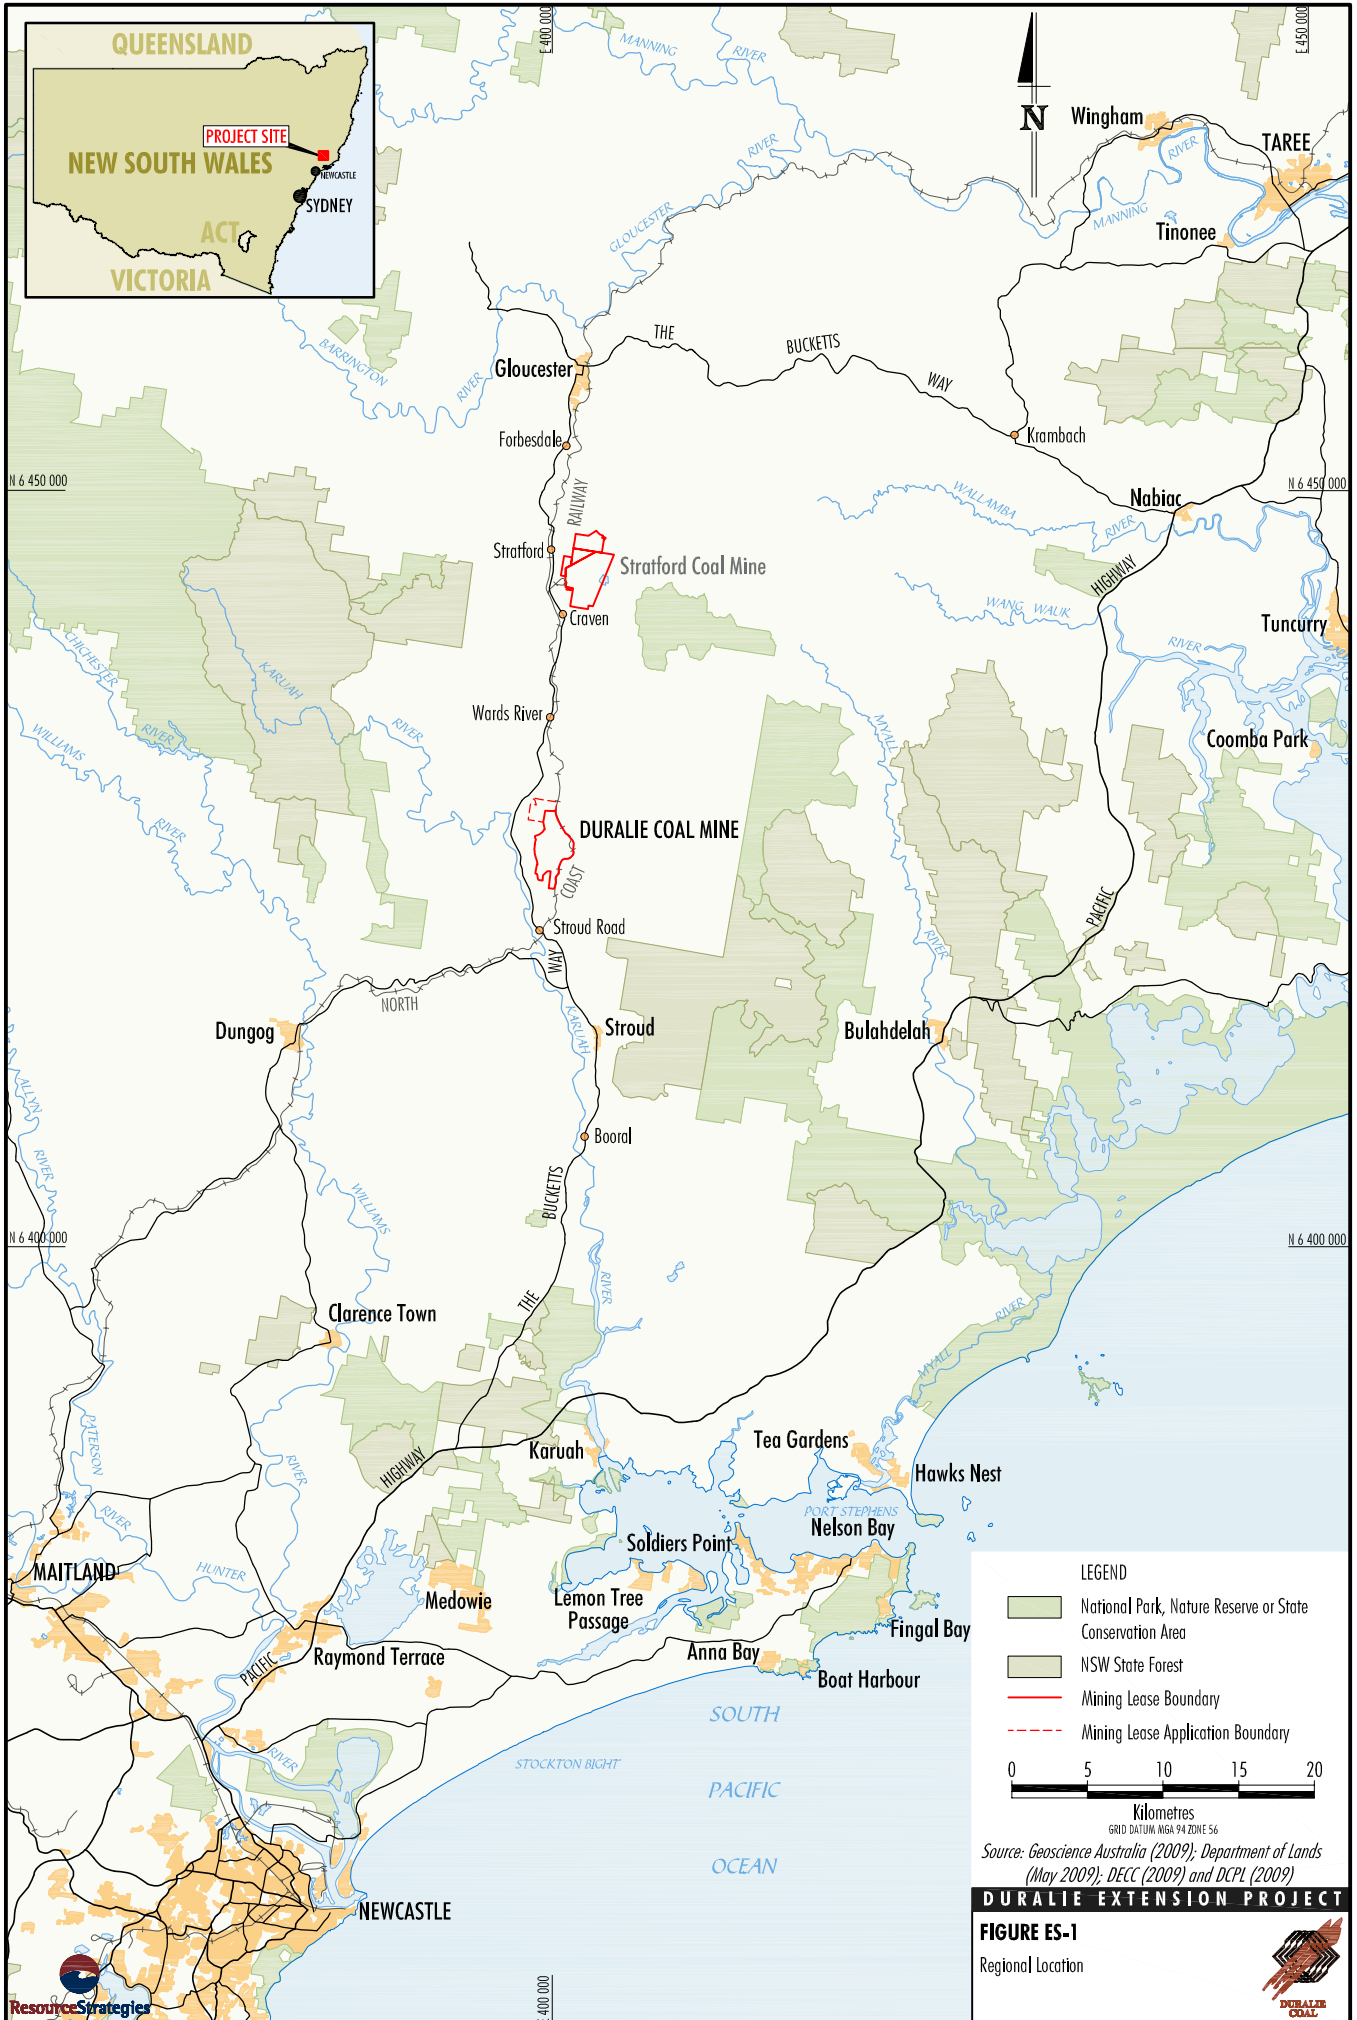 QUEENSLAND
PROJECT SITE
NEW SOUTH WALES
NEWCASTLE
SYDNEY
ACT
VICTORIA
E 400 000
E 450 000
MANNING
RIVER
N
Wingham
RIVER
TAREE
RIVER
GLOUCESTER
MANNING
Tinonee
BARRINGTON
RIVER
THE
BUCKETTS
WAY
Gloucester
Forbesdale
Krambach
N 6 450 000
N 6 450 000
WALLAMBA
RIVER
Nabiac
RAILWAY
Stratford
Stratford Coal Mine
HIGHWAY
WANG WAUK
Craven
Tuncurry
RIVER
CHICHESTER
KARUAH
RIVER
Wards River
RIVER
MYALL
WILLIAMS
RIVER
Coomba Park
DURALIE COAL MINE
COAST
PACIFIC
Stroud Road
RIVER
WAY
NORTH
Dungog
KARUAH
Stroud
Bulahdelah
ALLYN
Booral
RIVER
BUCKETTS
WILLIAMS
N 6 400 000
N 6 400 000
RIVER
THE
Clarence Town
RIVER
MYALL
PATERSON
RIVER
HIGHWAY
Karuah
Tea Gardens
Hawks Nest
RIVER
PORT STEPHENS
Nelson Bay
Soldiers Point
MAITLAND
HUNTER
Medowie
Lemon Tree
Passage
Fingal Bay
Raymond Terrace
Anna Bay
PACIFIC
Boat Harbour
SOUTH
RIVER
STOCKTON BIGHT
PACIFIC
OCEAN
NEWCASTLE
E 400 000
LEGEND
National Park, Nature Reserve or State
Conservation Area
NSW State Forest
Mining Lease Boundary
Mining Lease Application Boundary
0 5 10 15 20
Kilometres
GRID DATUM MGA 94 ZONE 56
Source: Geoscience Australia (2009); Department of Lands
(May 2009); DECC (2009) and DCPL (2009)
DURALIE EXTENSION PROJECT
FIGURE ES-1
Regional Location
DURALIE
COAL
ResourceStrategies